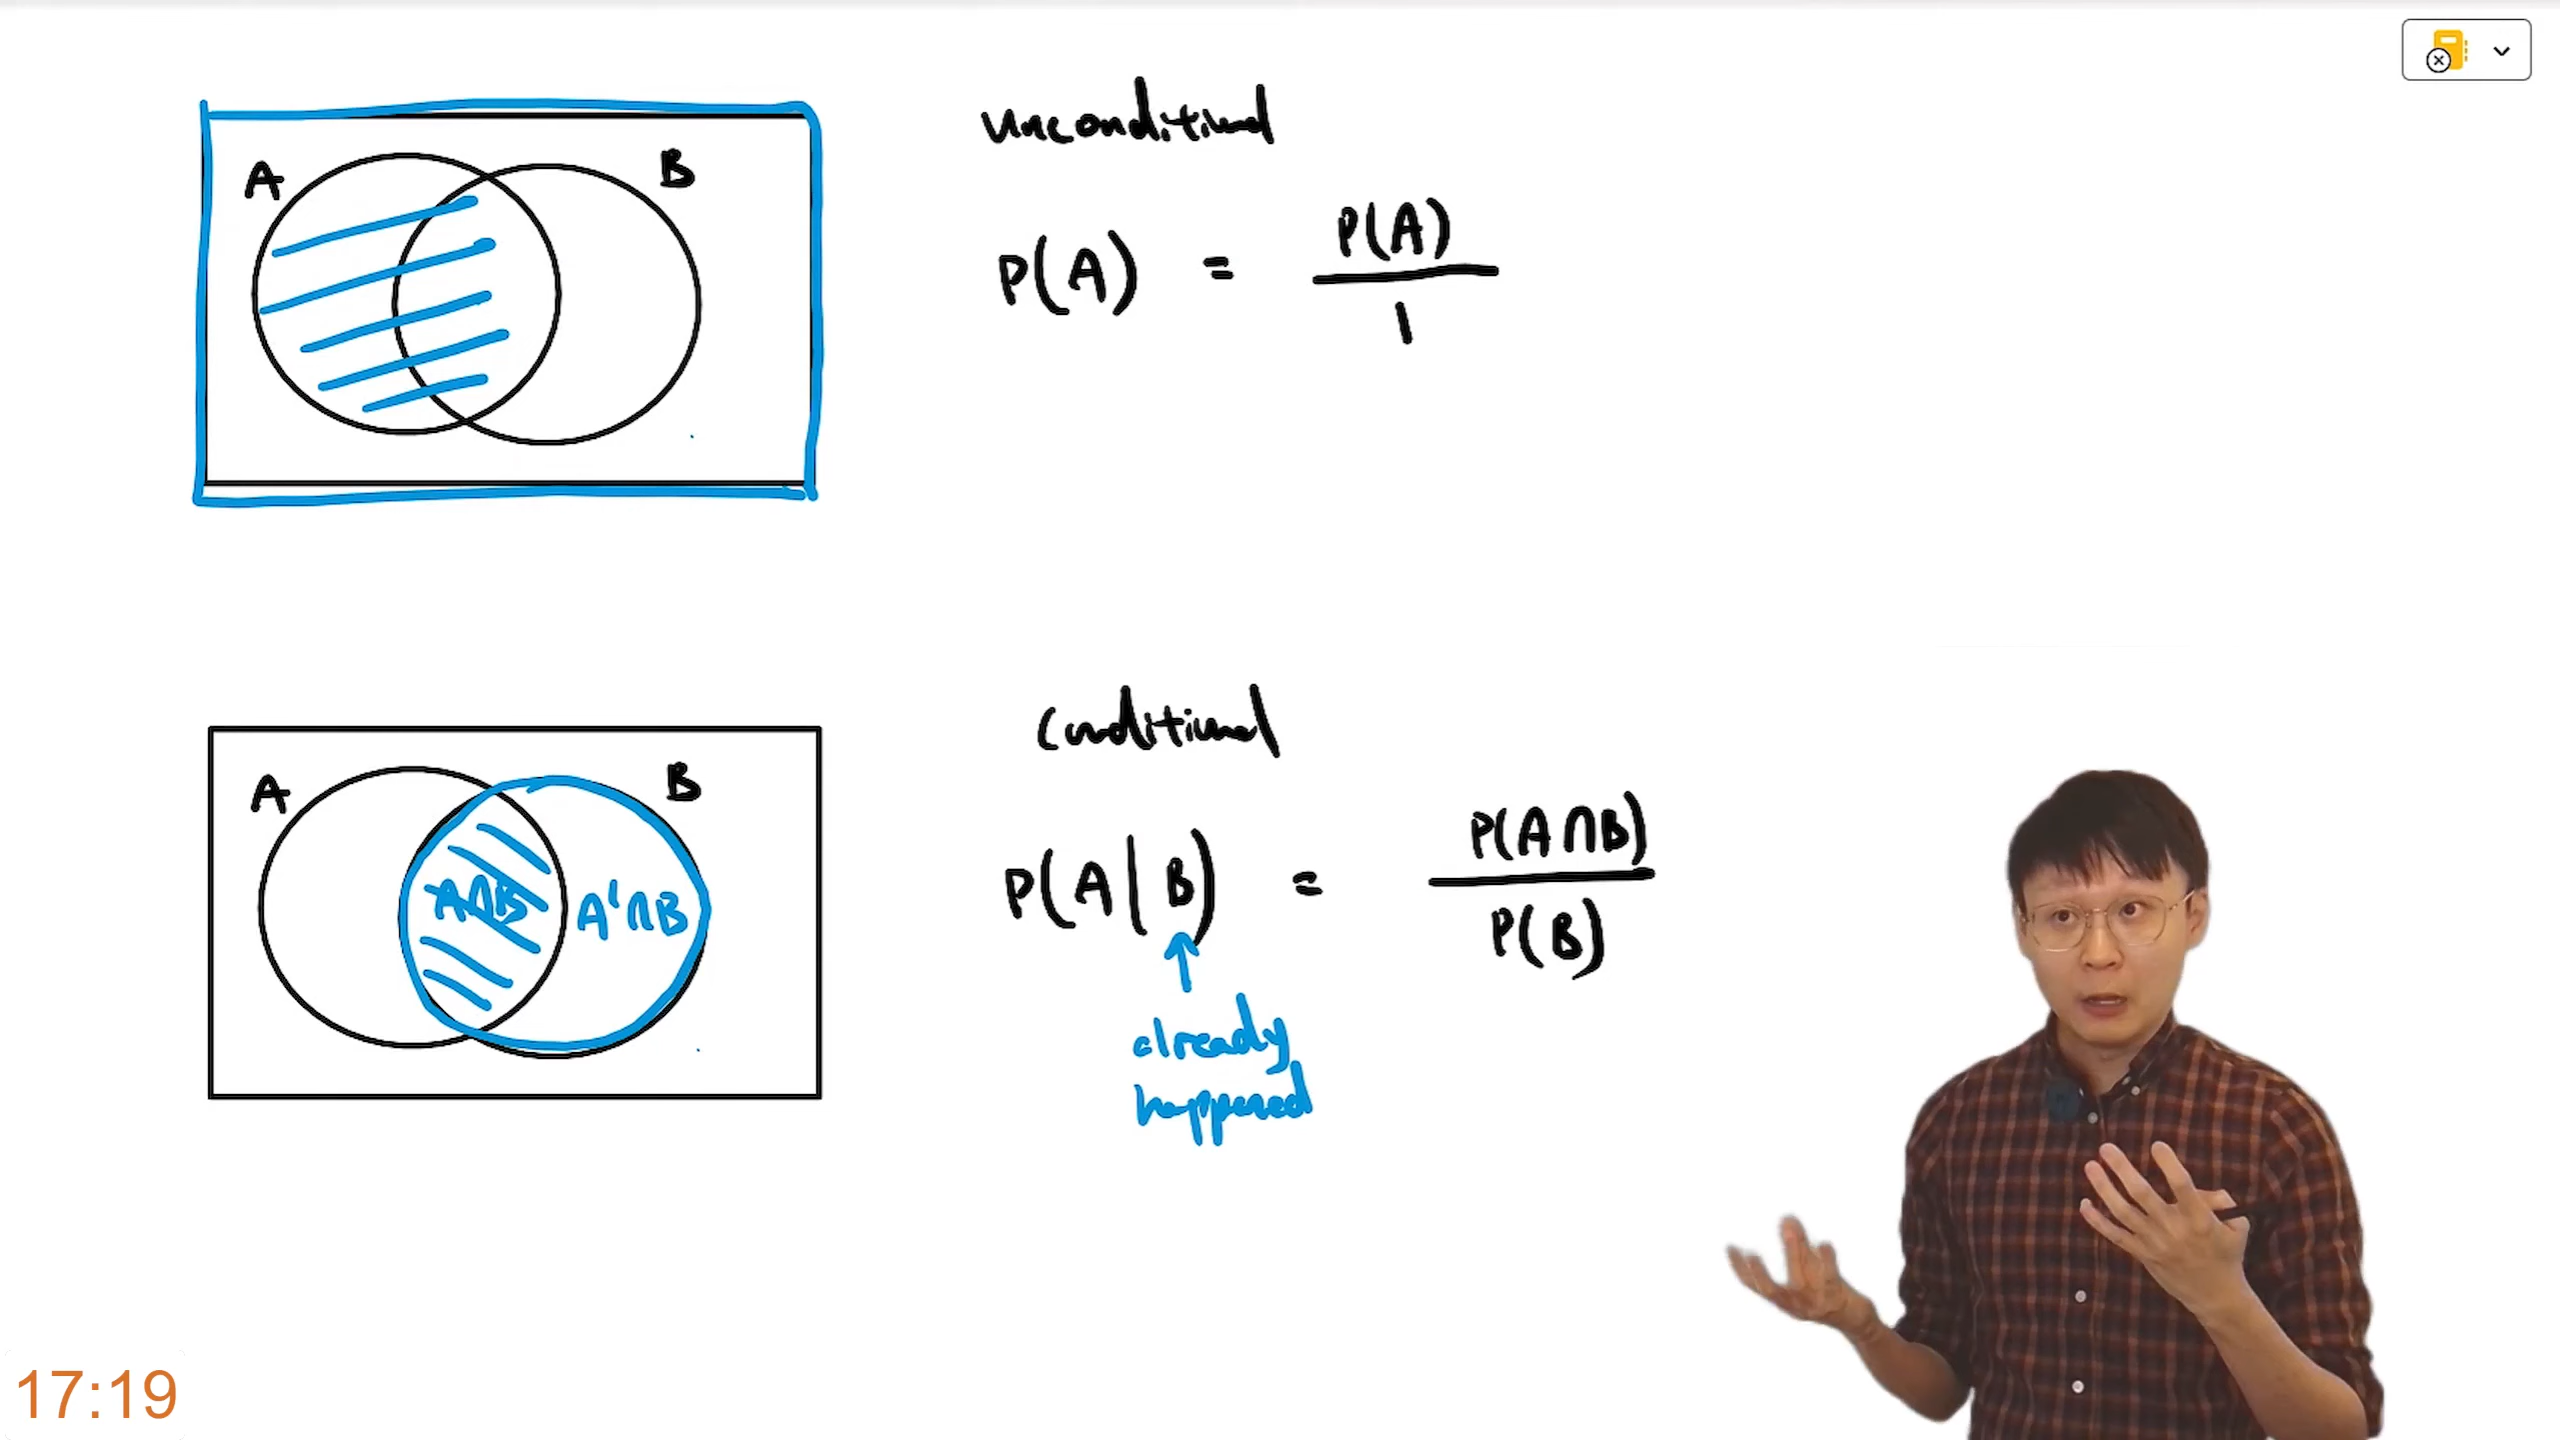 unconditional
A
B
P(A) = P(A)
1
conditional
A
B
A∩B
A'∩B
P(A|B) = P(A∩B)
P(B)
already
happened
17:19